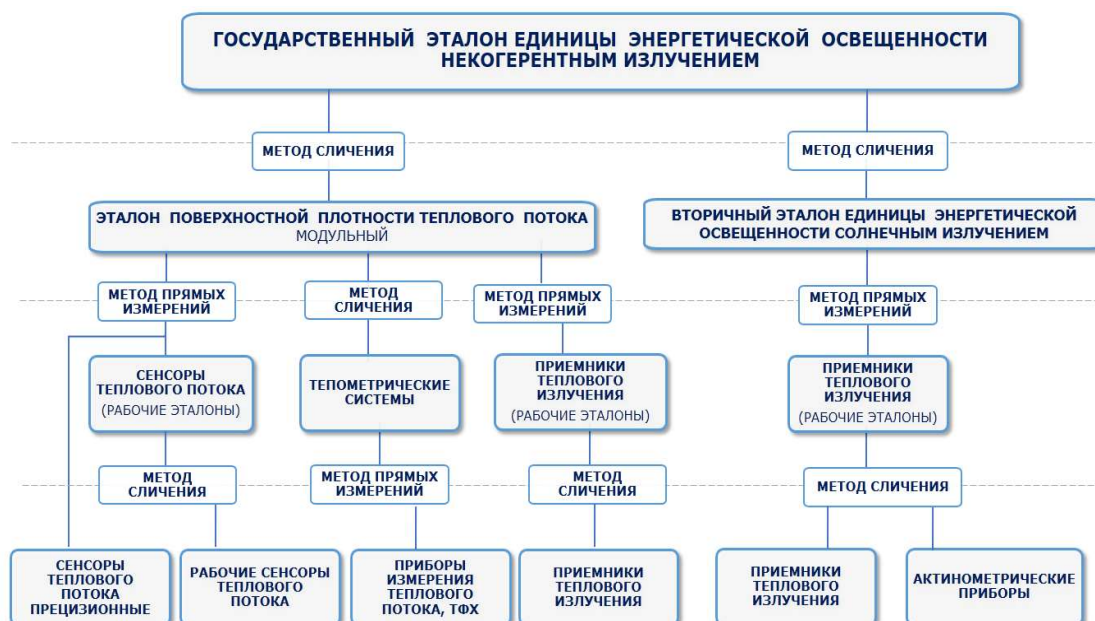 ГОСУДАРСТВЕННЫЙ ЭТАЛОН ЕДИНИЦЫ ЭНЕРГЕТИЧЕСКОЙ ОСВЕЩЕННОСТИ
НЕКОГЕРЕНТНЫМ ИЗЛУЧЕНИЕМ
МЕТОД СЛИЧЕНИЯ
МЕТОД СЛИЧЕНИЯ
ЭТАЛОН ПОВЕРХНОСТНОЙ ПЛОТНОСТИ ТЕПЛОВОГО ПОТОКА
МОДУЛЬНЫЙ
ВТОРИЧНЫЙ ЭТАЛОН ЕДИНИЦЫ ЭНЕРГЕТИЧЕСКОЙ
ОСВЕЩЕННОСТИ СОЛНЕЧНЫМ ИЗЛУЧЕНИЕМ
МЕТОД ПРЯМЫХ
ИЗМЕРЕНИЙ
МЕТОД
СЛИЧЕНИЯ
МЕТОД ПРЯМЫХ
ИЗМЕРЕНИЙ
МЕТОД ПРЯМЫХ
ИЗМЕРЕНИЙ
СЕНСОРЫ
ТЕПЛОВОГО ПОТОКА
(РАБОЧИЕ ЭТАЛОНЫ)
ТЕПОМЕТРИЧЕСКИЕ
СИСТЕМЫ
ПРИЕМНИКИ
ТЕПЛОВОГО
ИЗЛУЧЕНИЯ
(РАБОЧИЕ ЭТАЛОНЫ)
ПРИЕМНИКИ
ТЕПЛОВОГО
ИЗЛУЧЕНИЯ
(РАБОЧИЕ ЭТАЛОНЫ)
МЕТОД
СЛИЧЕНИЯ
МЕТОД ПРЯМЫХ
ИЗМЕРЕНИЙ
МЕТОД
СЛИЧЕНИЯ
МЕТОД СЛИЧЕНИЯ
СЕНСОРЫ
ТЕПЛОВОГО
ПОТОКА
ПРЕЦИЗИОННЫЕ
РАБОЧИЕ СЕНСОРЫ
ТЕПЛОВОГО
ПОТОКА
ПРИБОРЫ
ИЗМЕРЕНИЯ
ТЕПЛОВОГО
ПОТОКА, ТФХ
ПРИЕМНИКИ
ТЕПЛОВОГО
ИЗЛУЧЕНИЯ
ПРИЕМНИКИ
ТЕПЛОВОГО
ИЗЛУЧЕНИЯ
АКТИНОМЕТРИЧЕСКИЕ
ПРИБОРЫ